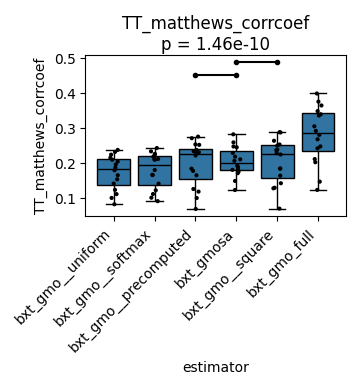 TT_matthews_corrcoef
p = 1.46e-10
TT_matthews_corrcoef
0.5
0.4
0.3
0.2
0.1
bxt_gmo__uniform
bxt_gmo__softmax
bxt_gmo__precomputed
bxt_gmosa
bxt_gmo__square
bxt_gmo_full
estimator